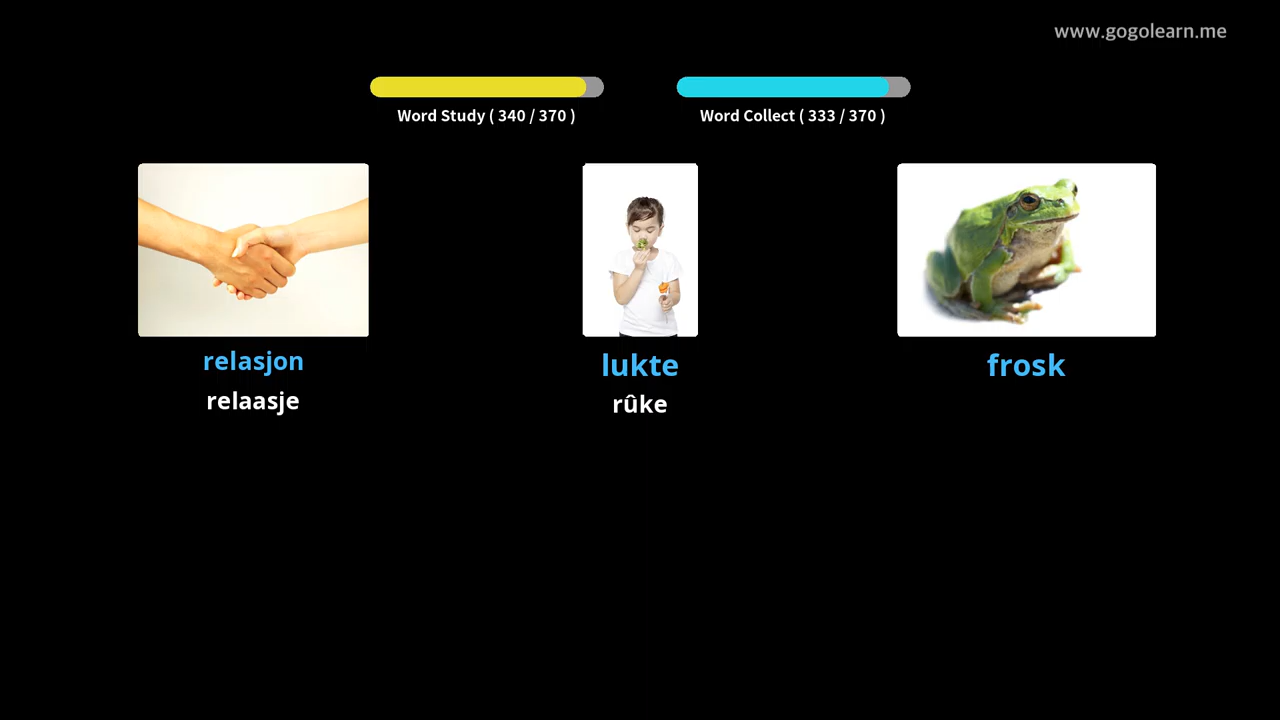 www.gogolearn.me
Word Study ( 340 / 370 )
Word Collect ( 333 / 370 )
relasjon
relaasje
lukte
rûke
frosk